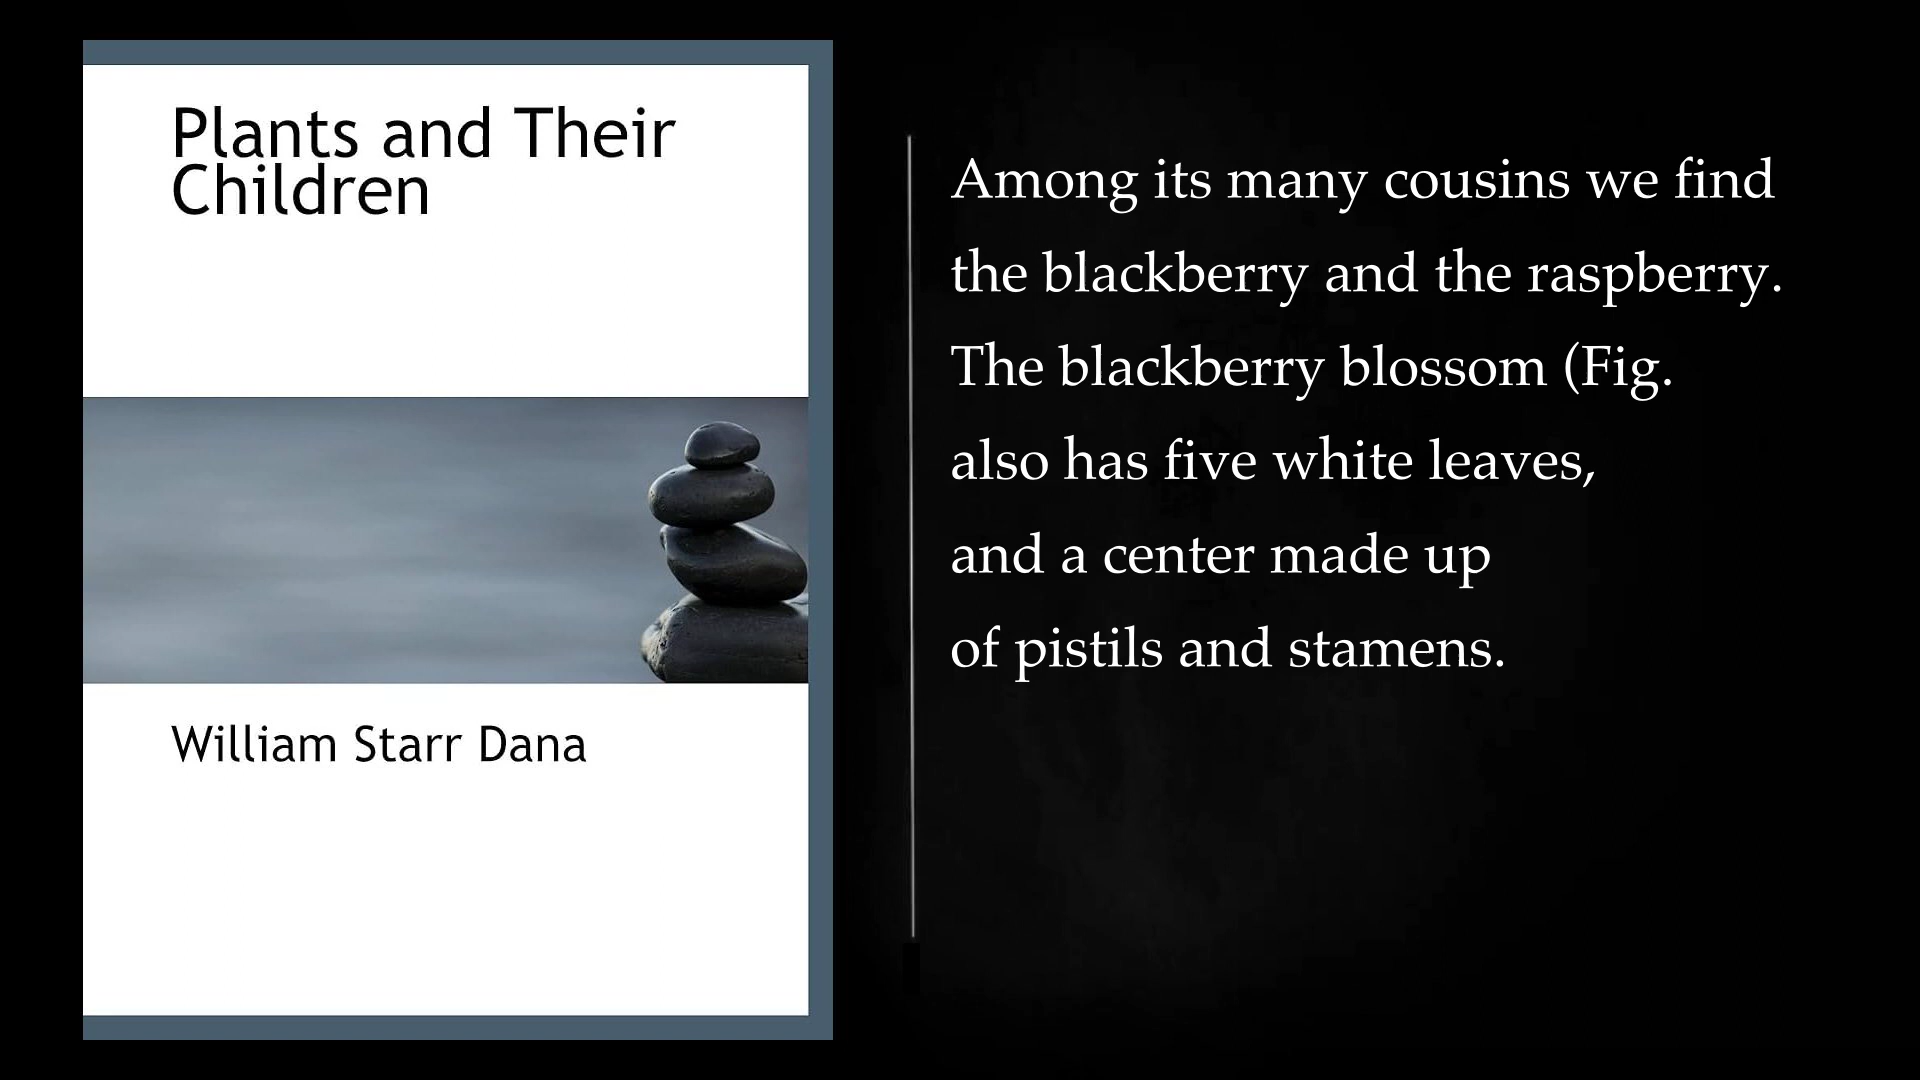 Plants and Their
Children
William Starr Dana
Among its many cousins we find
the blackberry and the raspberry.
The blackberry blossom (Fig.
also has five white leaves,
and a center made up
of pistils and stamens.